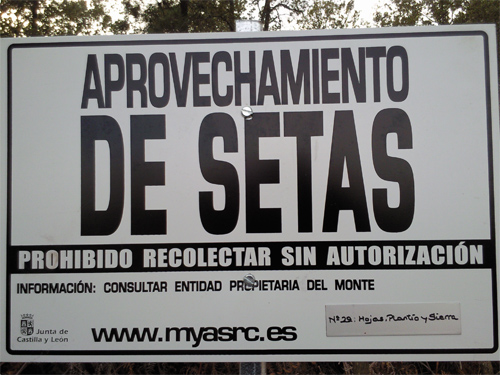 APROVECHAMIENTO
DE SETAS
PROHIBIDO RECOLECTAR SIN AUTORIZACIÓN
INFORMACIÓN: CONSULTAR ENTIDAD PROPIETARIA DEL MONTE
Nº 29: Hojas, Plantío y Sierra
Junta de
Castilla y León
www.myasrc.es